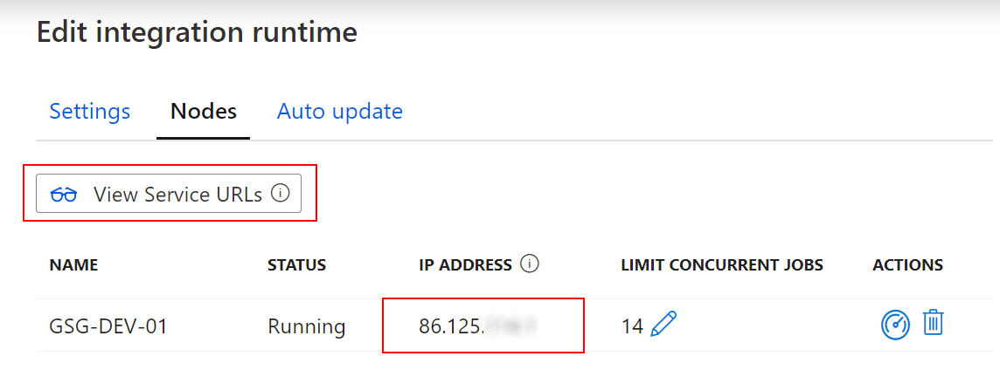 Edit integration runtime
Settings Nodes Auto update
View Service URLs
NAME STATUS IP ADDRESS LIMIT CONCURRENT JOBS ACTIONS
GSG-DEV-01 Running 86.125. 14